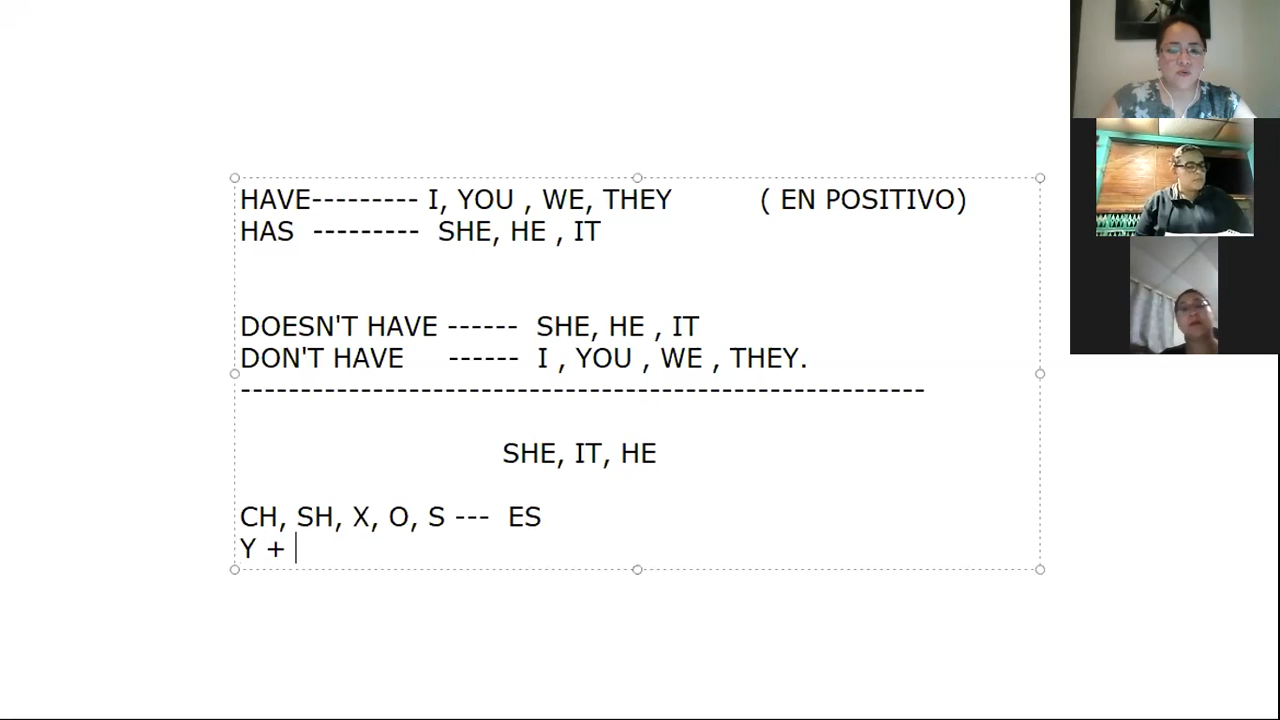 HAVE--------- I, YOU , WE, THEY ( EN POSITIVO)
HAS --------- SHE, HE , IT
DOESN'T HAVE ------ SHE, HE , IT
DON'T HAVE ------ I , YOU , WE , THEY.
---------------------------------------------------------
SHE, IT, HE
CH, SH, X, O, S --- ES
Y +